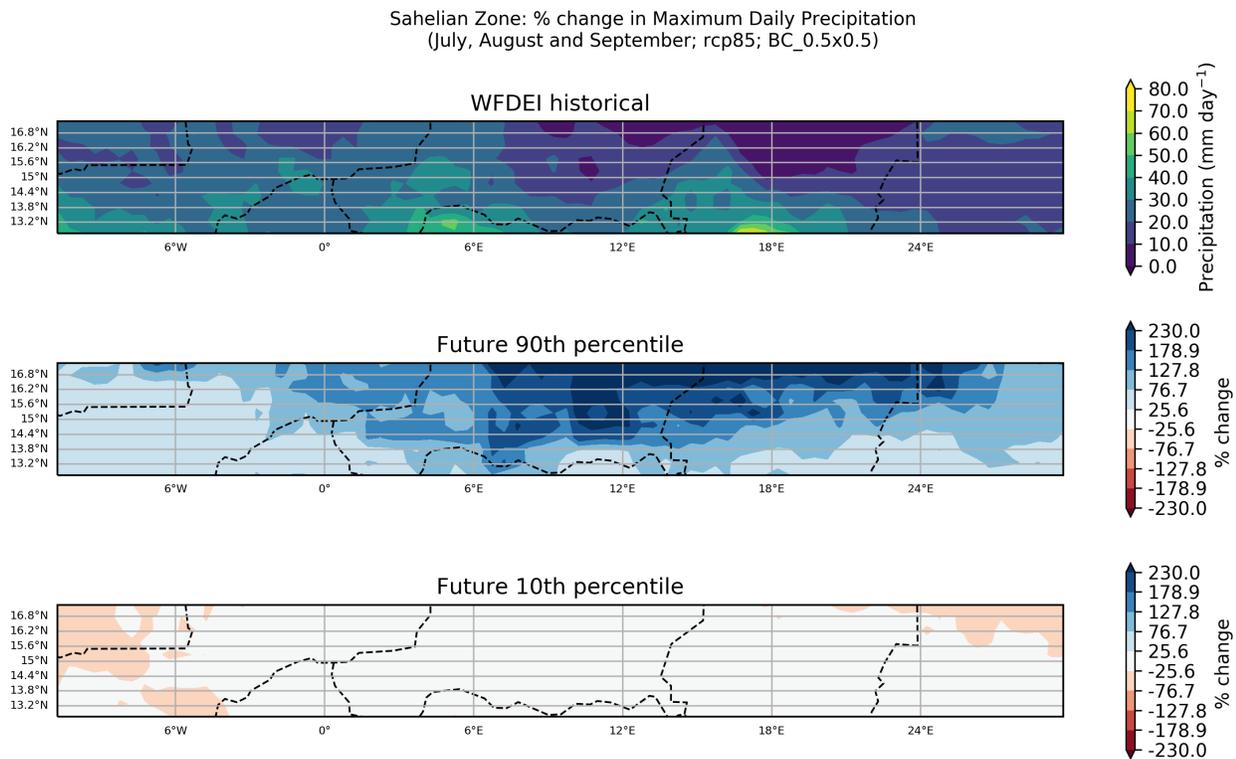 Sahelian Zone: % change in Maximum Daily Precipitation
(July, August and September; rcp85; BC_0.5x0.5)
WFDEI historical
16.8°N
16.2°N
15.6°N
15°N
14.4°N
13.8°N
13.2°N
6°W
0°
6°E
12°E
18°E
24°E
80.0
70.0
60.0
50.0
40.0
30.0
20.0
10.0
0.0
Precipitation (mm day⁻¹)
Future 90th percentile
16.8°N
16.2°N
15.6°N
15°N
14.4°N
13.8°N
13.2°N
6°W
0°
6°E
12°E
18°E
24°E
230.0
178.9
127.8
76.7
25.6
-25.6
-76.7
-127.8
-178.9
-230.0
% change
Future 10th percentile
16.8°N
16.2°N
15.6°N
15°N
14.4°N
13.8°N
13.2°N
6°W
0°
6°E
12°E
18°E
24°E
230.0
178.9
127.8
76.7
25.6
-25.6
-76.7
-127.8
-178.9
-230.0
% change